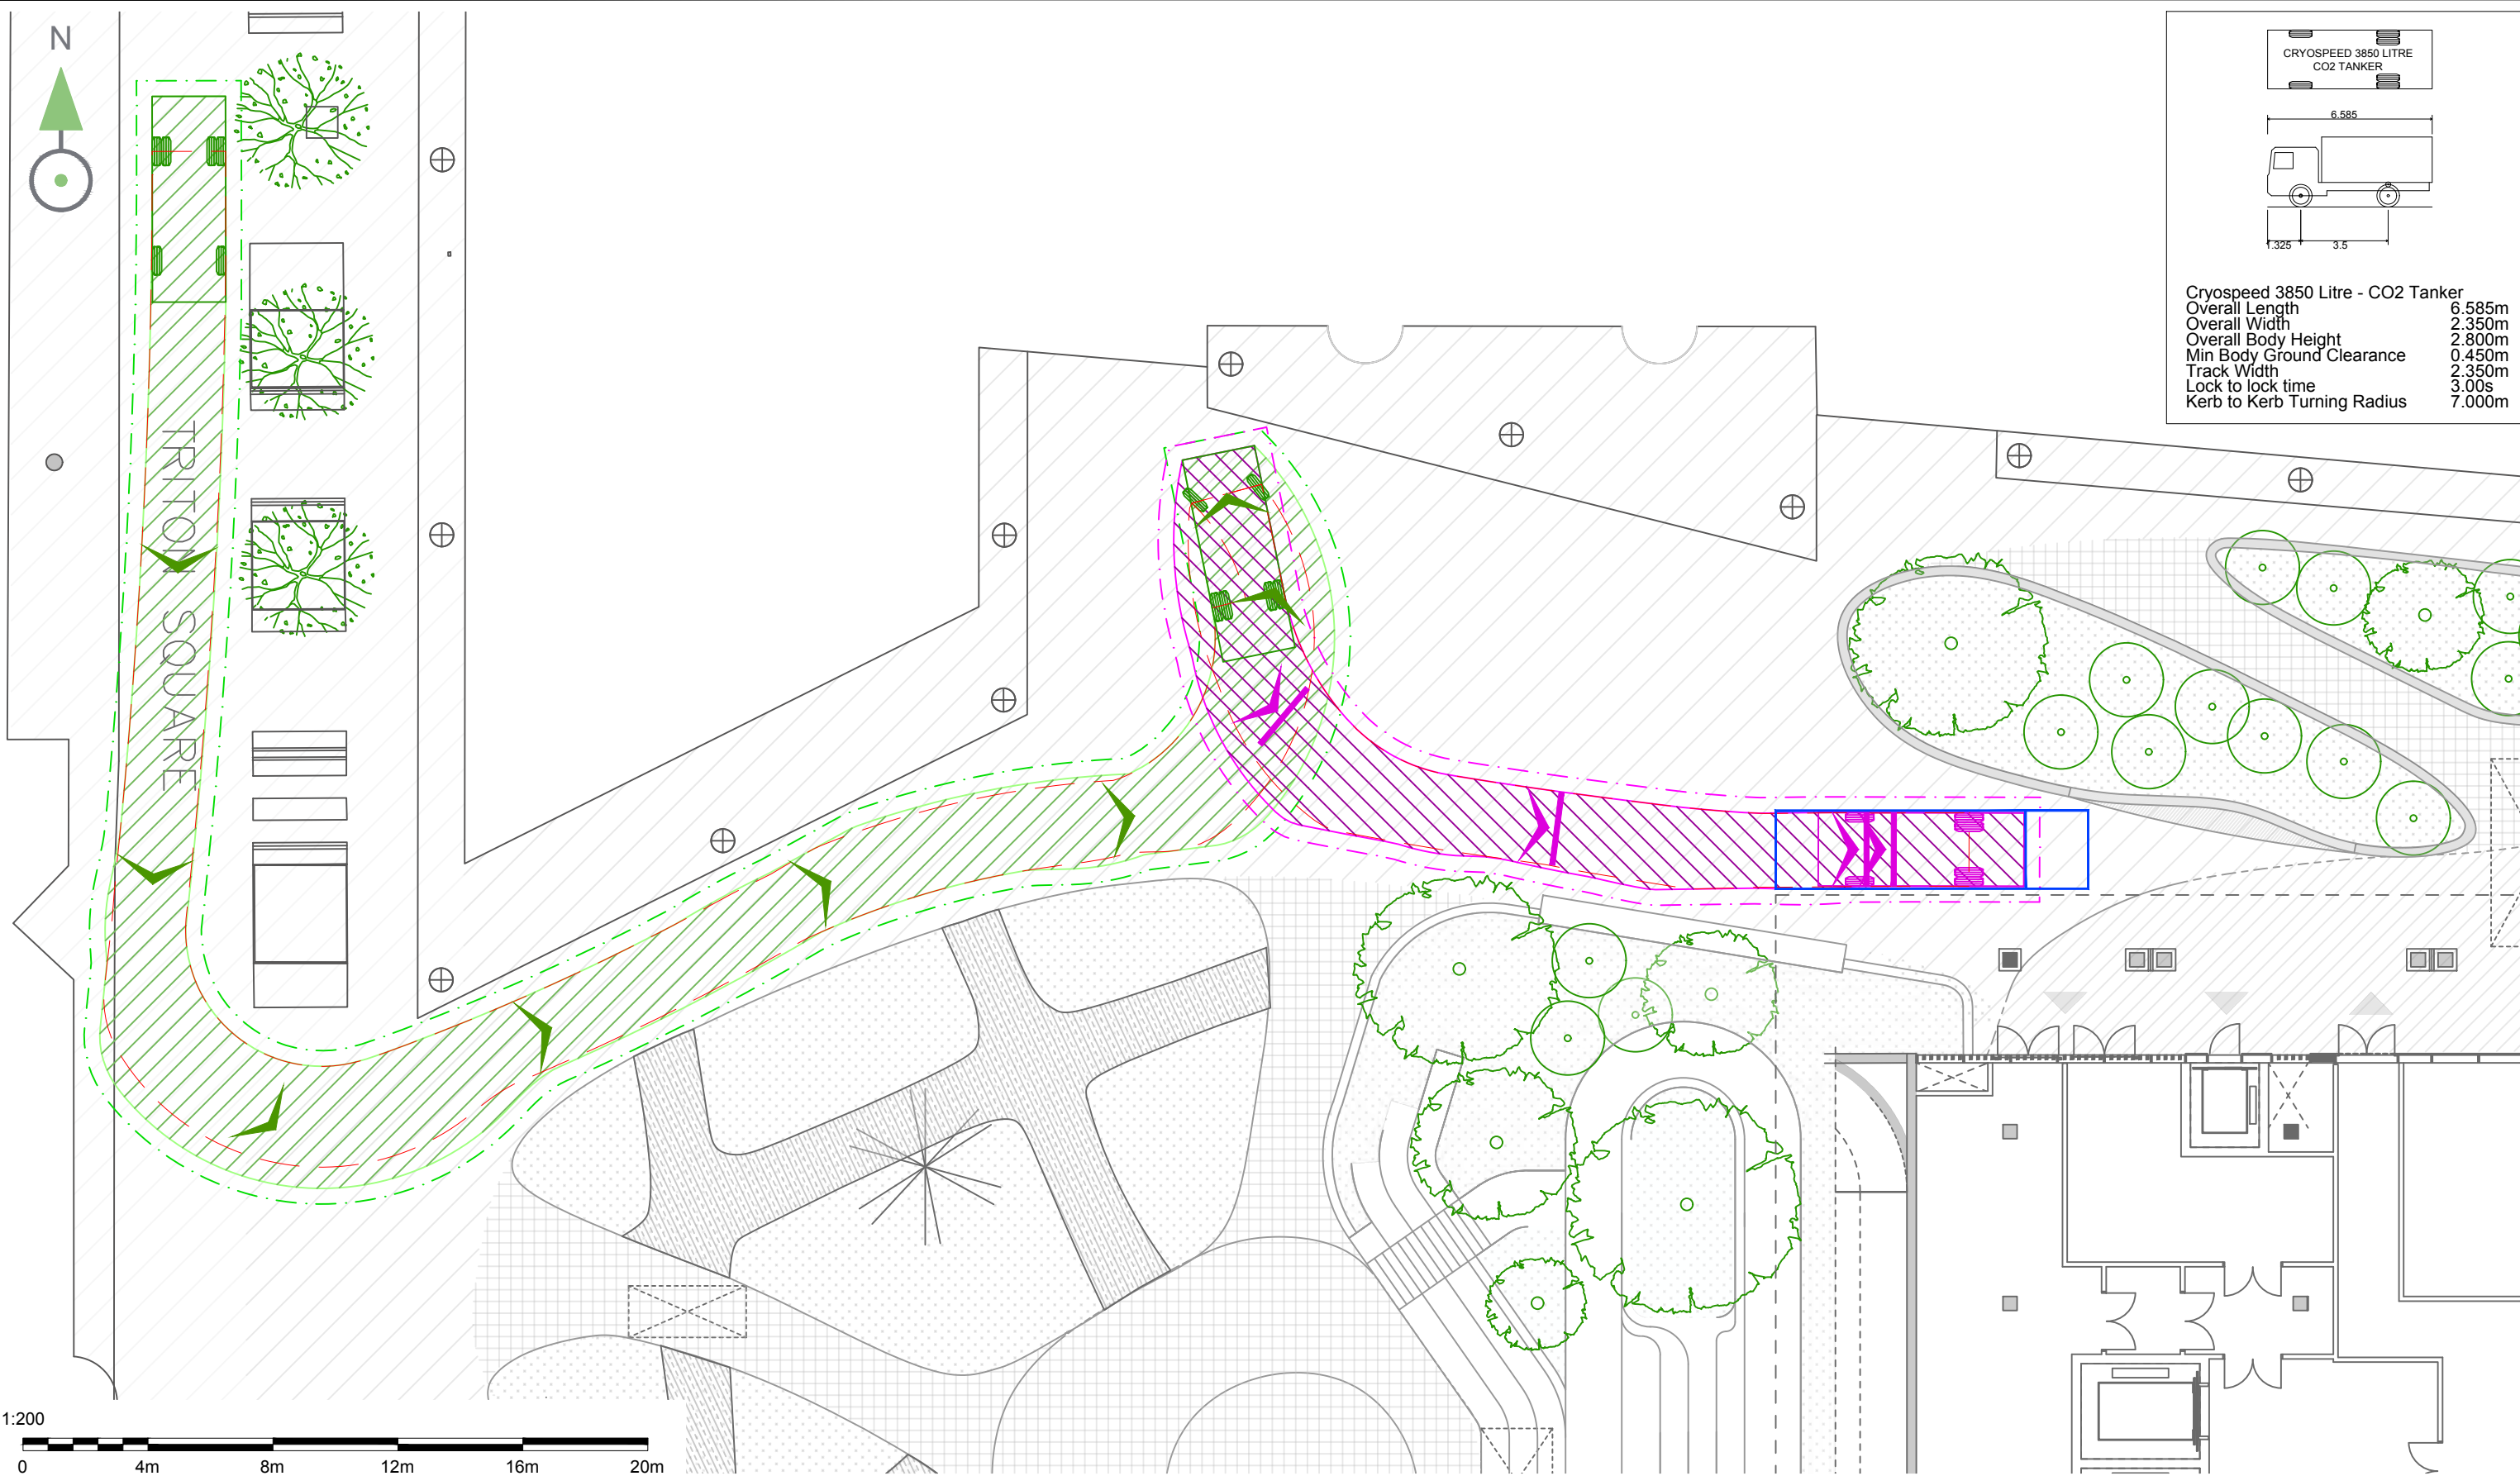 N
CRYOSPEED 3850 LITRE
CO2 TANKER
6.585
1.325
3.5
Cryospeed 3850 Litre - CO2 Tanker
Overall Length 6.585m
Overall Width 2.350m
Overall Body Height 2.800m
Min Body Ground Clearance 0.450m
Track Width 2.350m
Lock to lock time 3.00s
Kerb to Kerb Turning Radius 7.000m
TRITON SQUARE
1:200
0 4m 8m 12m 16m 20m